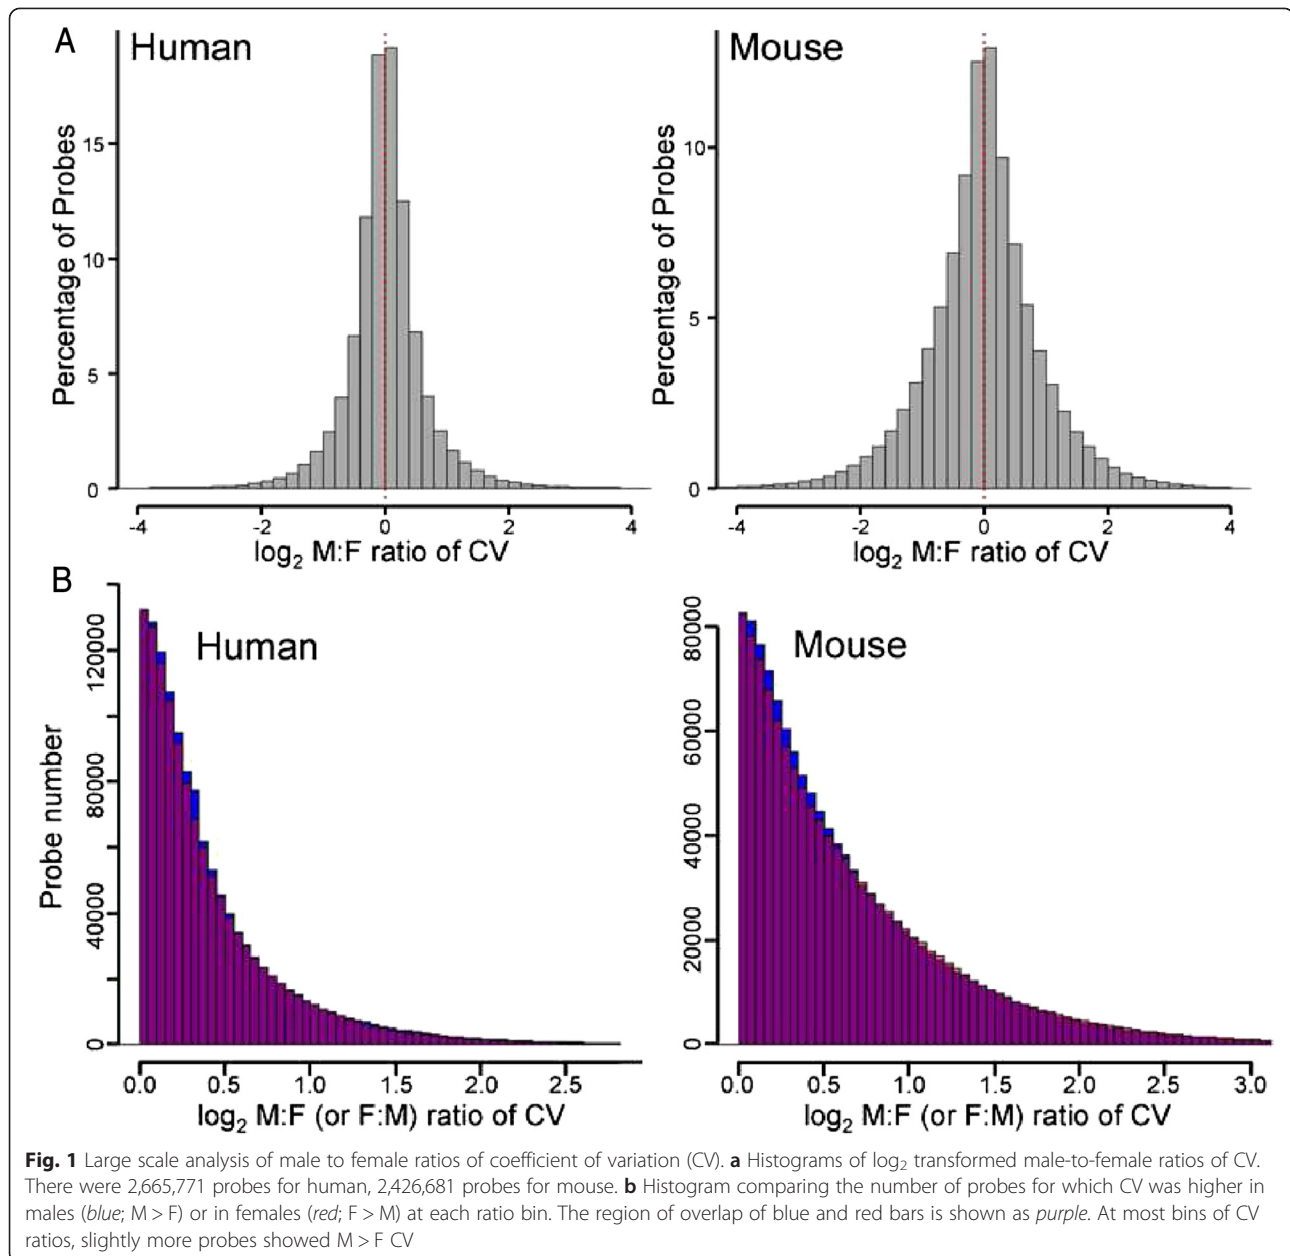 A
Human
Mouse
Percentage of Probes
15
10
5
0
-4 -2 0 2 4
log2 M:F ratio of CV
Percentage of Probes
10
5
0
-4 -2 0 2 4
log2 M:F ratio of CV
B
Human
Mouse
Probe number
120000
80000
40000
0
0.0 0.5 1.0 1.5 2.0 2.5
log2 M:F (or F:M) ratio of CV
80000
60000
40000
20000
0
0.0 0.5 1.0 1.5 2.0 2.5 3.0
log2 M:F (or F:M) ratio of CV
Fig. 1 Large scale analysis of male to female ratios of coefficient of variation (CV). a Histograms of log2 transformed male-to-female ratios of CV.
There were 2,665,771 probes for human, 2,426,681 probes for mouse. b Histogram comparing the number of probes for which CV was higher in
males (blue; M > F) or in females (red; F > M) at each ratio bin. The region of overlap of blue and red bars is shown as purple. At most bins of CV
ratios, slightly more probes showed M > F CV